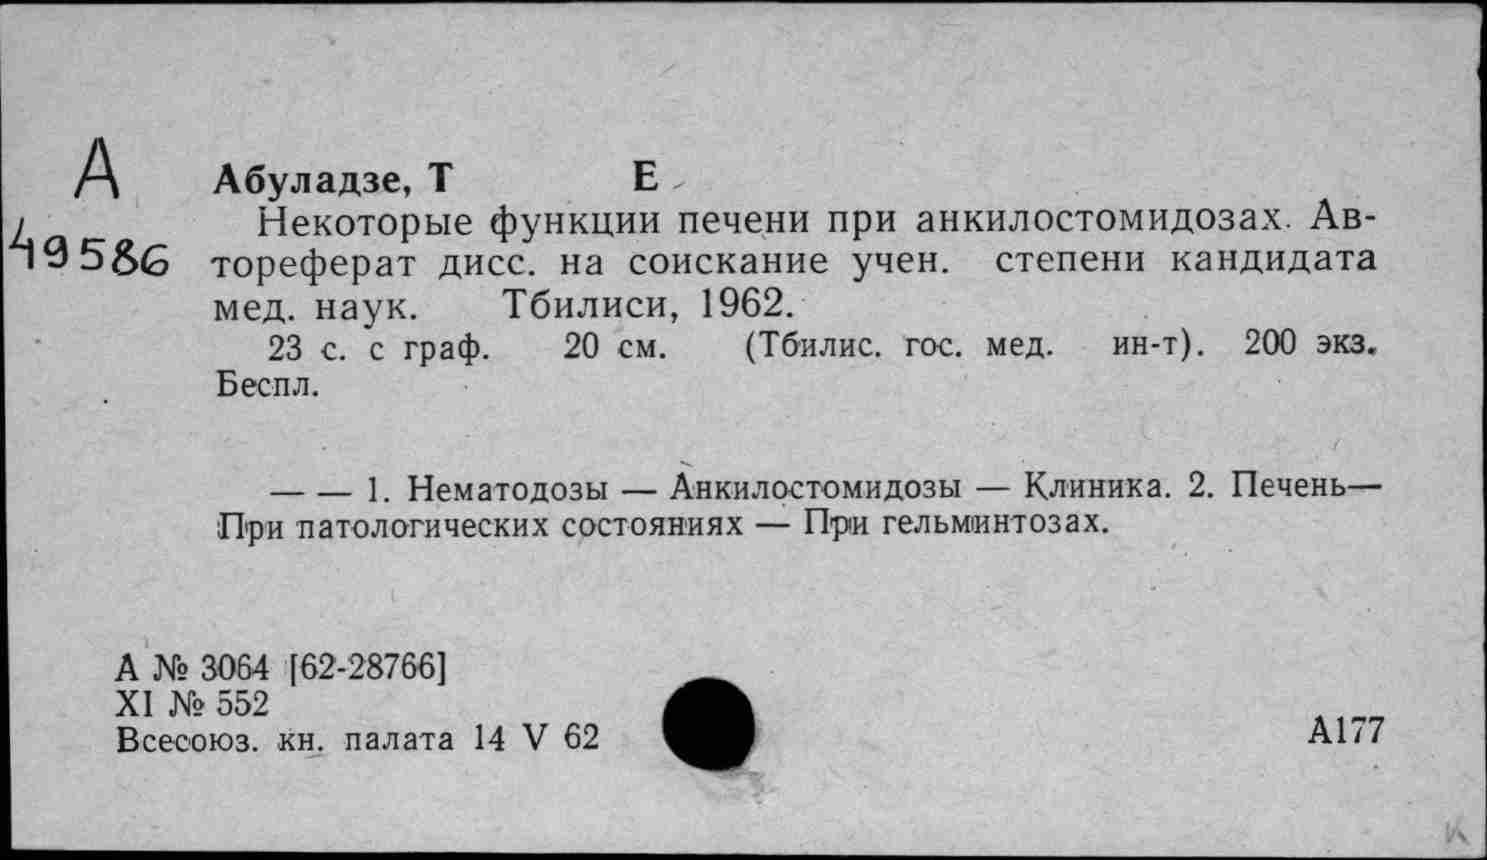 А
49586
Абуладзе, Т Е
Некоторые функции печени при анкилостомидозах. Ав-
тореферат дисс. на соискание учен. степени кандидата
мед. наук. Тбилиси, 1962.
23 с. с граф. 20 см. (Тбилис. гос. мед. ин-т). 200 экз.
Беспл.
— — 1. Нематодозы — Анкилостомидозы — Клиника. 2. Печень—
При патологических состояниях — При гельминтозах.
А № 3064 [62-28766]
XI № 552
Всесоюз. кн. палата 14 V 62
А177